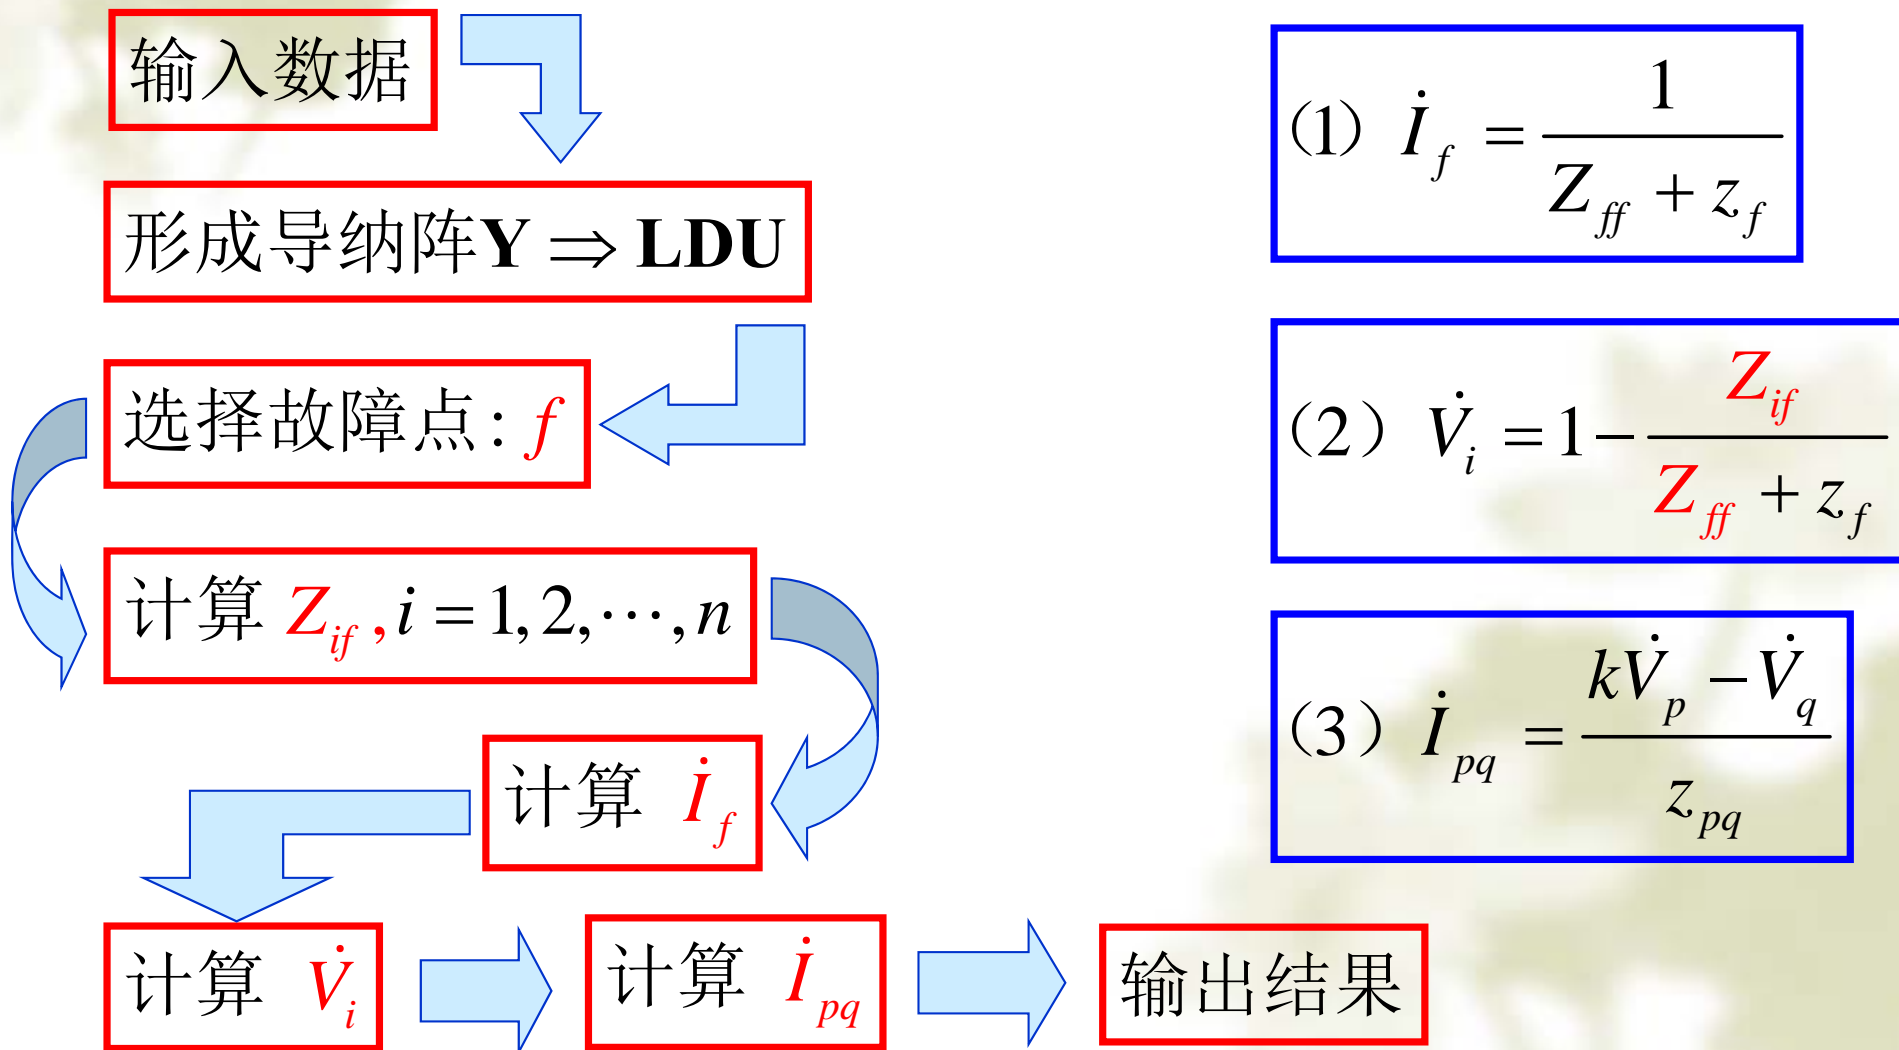 输入数据
形成导纳阵Y ⇒ LDU
选择故障点: f
计算 Z_if , i = 1, 2, ⋯, n
计算 İ_f
计算 V̇_i
计算 İ_pq
输出结果
(1) İ_f = 1 / (Z_ff + z_f)
(2) V̇_i = 1 − Z_if / (Z_ff + z_f)
(3) İ_pq = (kV̇_p − V̇_q) / z_pq